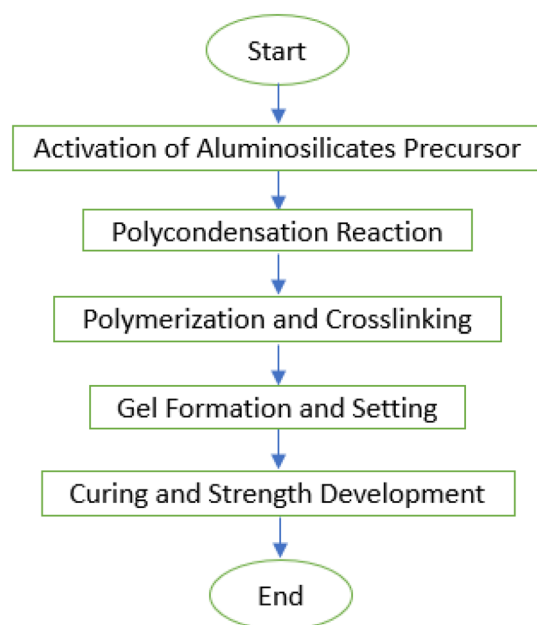 Start
Activation of Aluminosilicates Precursor
Polycondensation Reaction
Polymerization and Crosslinking
Gel Formation and Setting
Curing and Strength Development
End